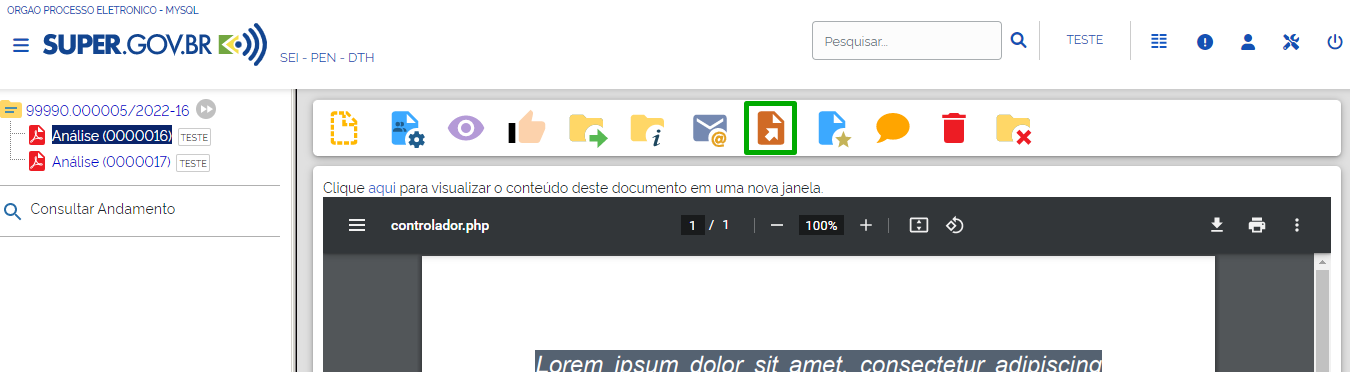 ORGAO PROCESSO ELETRONICO - MYSQL
SUPER.GOV.BR
SEI - PEN - DTH
Pesquisar...
TESTE
99990.000005/2022-16
Análise (0000016) TESTE
Análise (0000017) TESTE
Consultar Andamento
Clique aqui para visualizar o conteúdo deste documento em uma nova janela.
controlador.php
1 / 1
100%
Lorem ipsum dolor sit amet, consectetur adipiscing